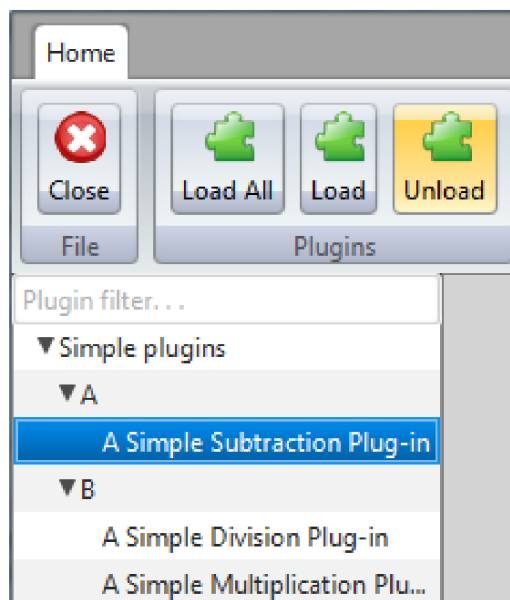 Home
Close
Load All
Load
Unload
File
Plugins
Plugin filter...
Simple plugins
A
A Simple Subtraction Plug-in
B
A Simple Division Plug-in
A Simple Multiplication Plu...